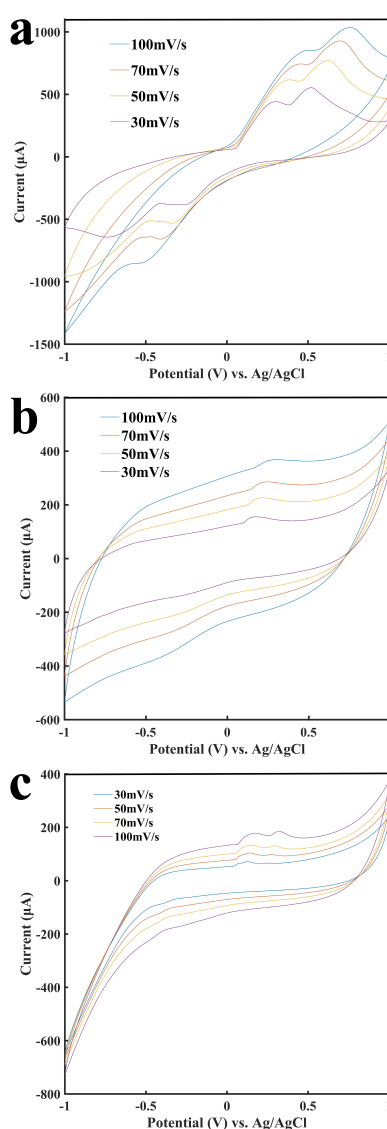 a
100mV/s
70mV/s
50mV/s
30mV/s
1000
500
0
-500
-1000
-1500
Current (µA)
-1
-0.5
0
0.5
Potential (V) vs. Ag/AgCl
b
100mV/s
70mV/s
50mV/s
30mV/s
600
400
200
0
-200
-400
-600
Current (µA)
-1
-0.5
0
0.5
Potential (V) vs. Ag/AgCl
c
30mV/s
50mV/s
70mV/s
100mV/s
400
200
0
-200
-400
-600
-800
Current (µA)
-1
-0.5
0
0.5
Potential (V) vs. Ag/AgCl